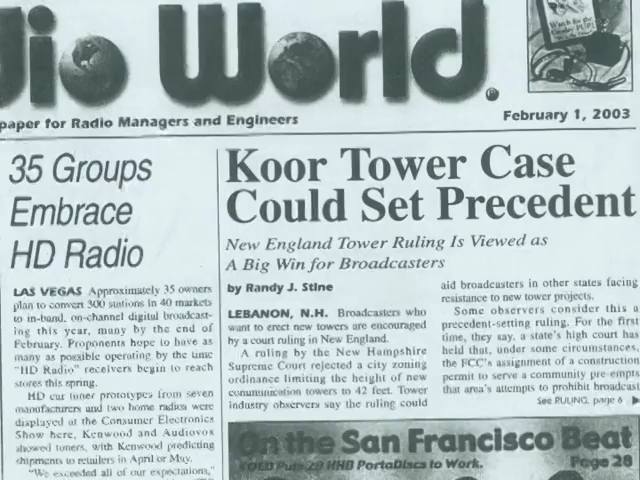 dio World.
paper for Radio Managers and Engineers
February 1, 2003
35 Groups
Embrace
HD Radio
LAS VEGAS Approximately 35 owners
plan to convert 300 stations in 40 markets
to in-band, on-channel digital broadcast-
ing this year, many by the end of
February. Proponents hope to have as
many as possible operating by the time
"HD Radio" receivers begin to reach
stores this spring.
HD car tuner prototypes from seven
manufacturers and two home radios were
displayed at the Consumer Electronics
Show here, Kenwood and Audiovox
showed tuners, with Kenwood predicting
shipments to retailers in April or May.
"We exceeded all of our expectations,"
Koor Tower Case
Could Set Precedent
New England Tower Ruling Is Viewed as
A Big Win for Broadcasters
by Randy J. Stine
LEBANON, N.H. Broadcasters who
want to erect new towers are encouraged
by a court ruling in New England.
A ruling by the New Hampshire
Supreme Court rejected a city zoning
ordinance limiting the height of new
communication towers to 42 feet. Tower
industry observers say the ruling could
aid broadcasters in other states facing
resistance to new tower projects.
Some observers consider this a
precedent-setting ruling. For the first
time, they say, a state's high court has
held that, under some circumstances,
the FCC's assignment of a construction
permit to serve a community pre-empts
that area's attempts to prohibit broadcast
See RULING, page 6
On the San Francisco Beat
KOED Puts 28 HHB PortaDiscs to Work.
Page 28